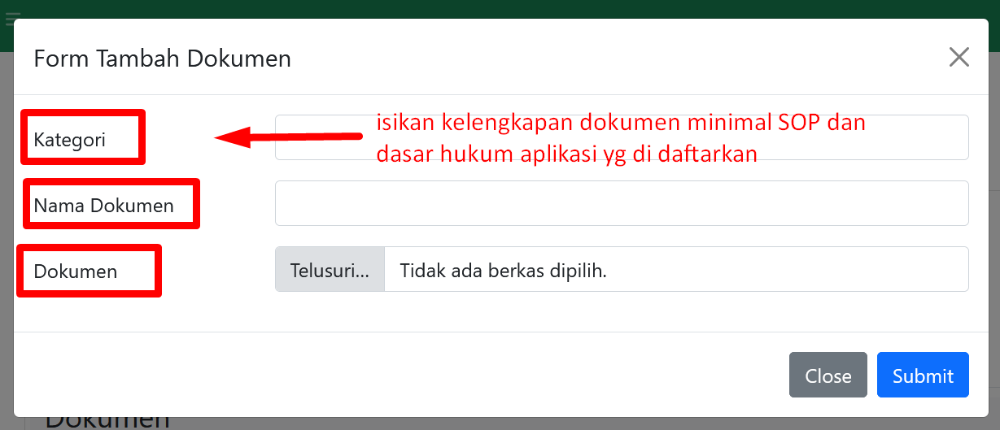 Form Tambah Dokumen
Kategori
isikan kelengkapan dokumen minimal SOP dan
dasar hukum aplikasi yg di daftarkan
Nama Dokumen
Dokumen
Telusuri...
Tidak ada berkas dipilih.
Close
Submit
Dokumen